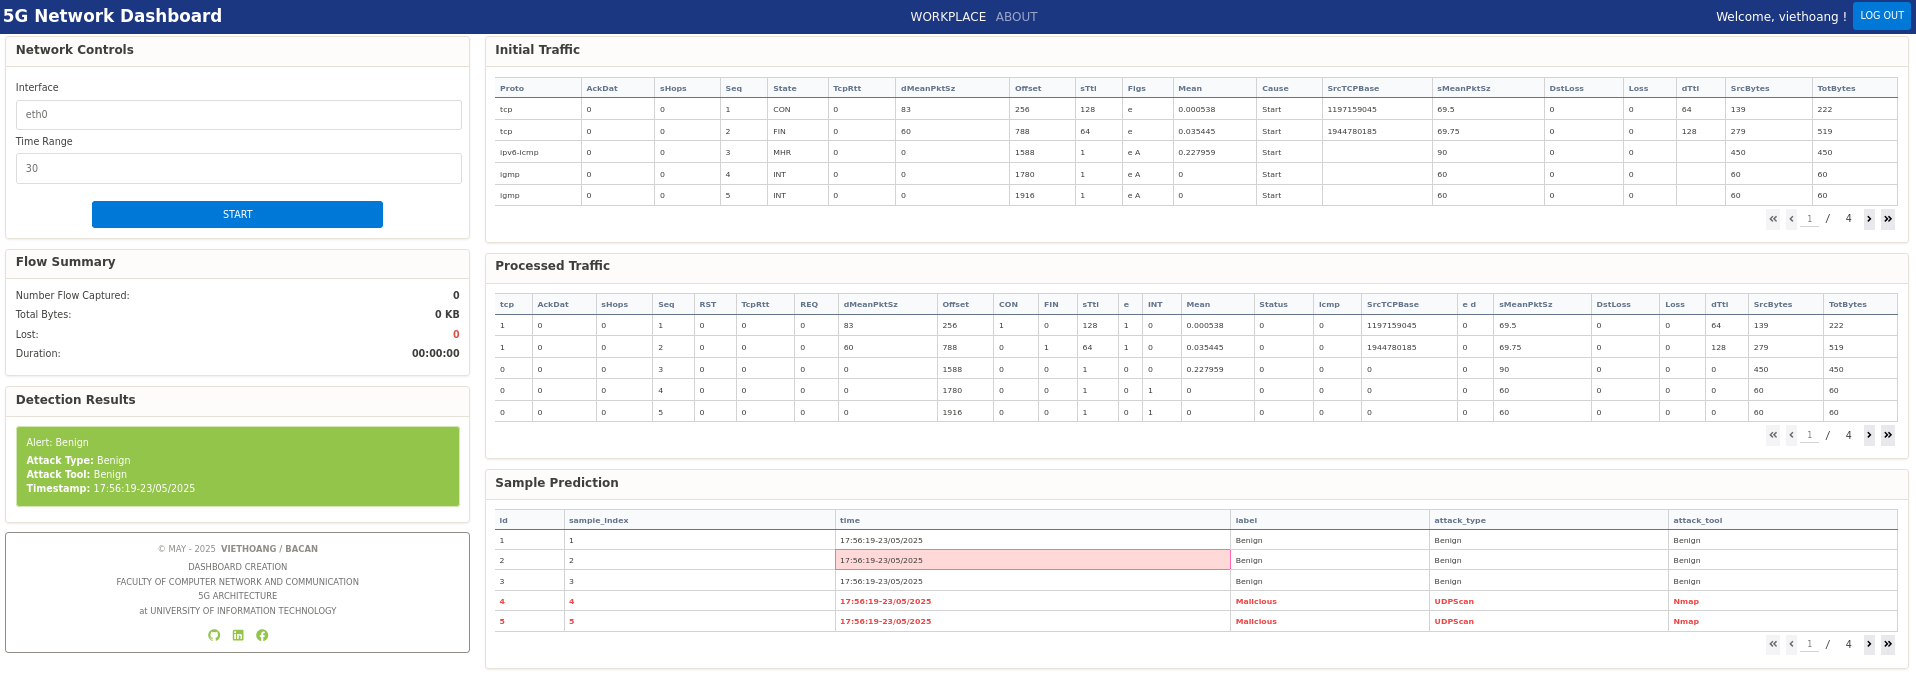 5G Network Dashboard
WORKPLACE ABOUT
Welcome, viethoang !
LOG OUT
Network Controls
Interface
eth0
Time Range
30
START
Flow Summary
Number Flow Captured: 0
Total Bytes: 0 KB
Lost: 0
Duration: 00:00:00
Detection Results
Alert: Benign
Attack Type: Benign
Attack Tool: Benign
Timestamp: 17:56:19-23/05/2025
© MAY - 2025 VIETHOANG / BACAN
DASHBOARD CREATION
FACULTY OF COMPUTER NETWORK AND COMMUNICATION
5G ARCHITECTURE
at UNIVERSITY OF INFORMATION TECHNOLOGY
Initial Traffic
Proto AckDat sHops Seq State TcpRtt dMeanPktSz Offset sTtl Flgs Mean Cause SrcTCPBase sMeanPktSz DstLoss Loss dTtl SrcBytes TotBytes
tcp 0 0 1 CON 0 83 256 128 e 0.000538 Start 1197159045 69.5 0 0 64 139 222
tcp 0 0 2 FIN 0 60 788 64 e 0.035445 Start 1944780185 69.75 0 0 128 279 519
ipv6-icmp 0 0 3 MHR 0 0 1588 1 e A 0.227959 Start 90 0 0 450 450
igmp 0 0 4 INT 0 0 1780 1 e A 0 Start 60 0 0 60 60
igmp 0 0 5 INT 0 0 1916 1 e A 0 Start 60 0 0 60 60
« ‹ 1 / 4 › »
Processed Traffic
tcp AckDat sHops Seq RST TcpRtt REQ dMeanPktSz Offset CON FIN sTtl e INT Mean Status icmp SrcTCPBase e d sMeanPktSz DstLoss Loss dTtl SrcBytes TotBytes
1 0 0 1 0 0 0 83 256 1 0 128 1 0 0.000538 0 0 1197159045 0 69.5 0 0 64 139 222
1 0 0 2 0 0 0 60 788 0 1 64 1 0 0.035445 0 0 1944780185 0 69.75 0 0 128 279 519
0 0 0 3 0 0 0 0 1588 0 0 1 0 0 0.227959 0 0 0 0 90 0 0 0 450 450
0 0 0 4 0 0 0 0 1780 0 0 1 0 1 0 0 0 0 0 60 0 0 0 60 60
0 0 0 5 0 0 0 0 1916 0 0 1 0 1 0 0 0 0 0 60 0 0 0 60 60
« ‹ 1 / 4 › »
Sample Prediction
id sample_index time label attack_type attack_tool
1 1 17:56:19-23/05/2025 Benign Benign Benign
2 2 17:56:19-23/05/2025 Benign Benign Benign
3 3 17:56:19-23/05/2025 Benign Benign Benign
4 4 17:56:19-23/05/2025 Malicious UDPScan Nmap
5 5 17:56:19-23/05/2025 Malicious UDPScan Nmap
« ‹ 1 / 4 › »